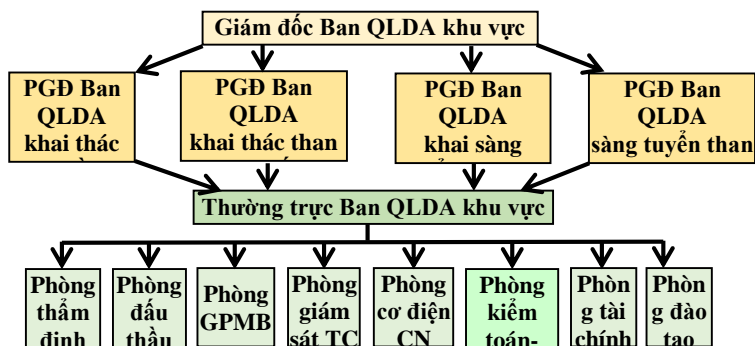 Giám đốc Ban QLDA khu vực
PGĐ Ban
QLDA
khai thác
PGĐ Ban
QLDA
khai thác than
PGĐ Ban
QLDA
khai sàng
PGĐ Ban
QLDA
sàng tuyển than
Thường trực Ban QLDA khu vực
Phòng
thẩm
định
Phòng
đấu
thầu
Phòng
GPMB
Phòng
giám
sát TC
Phòng
cơ điện
CN
Phòng
kiểm
toán-
Phòn
g tài
chính
Phòn
g đào
tạo